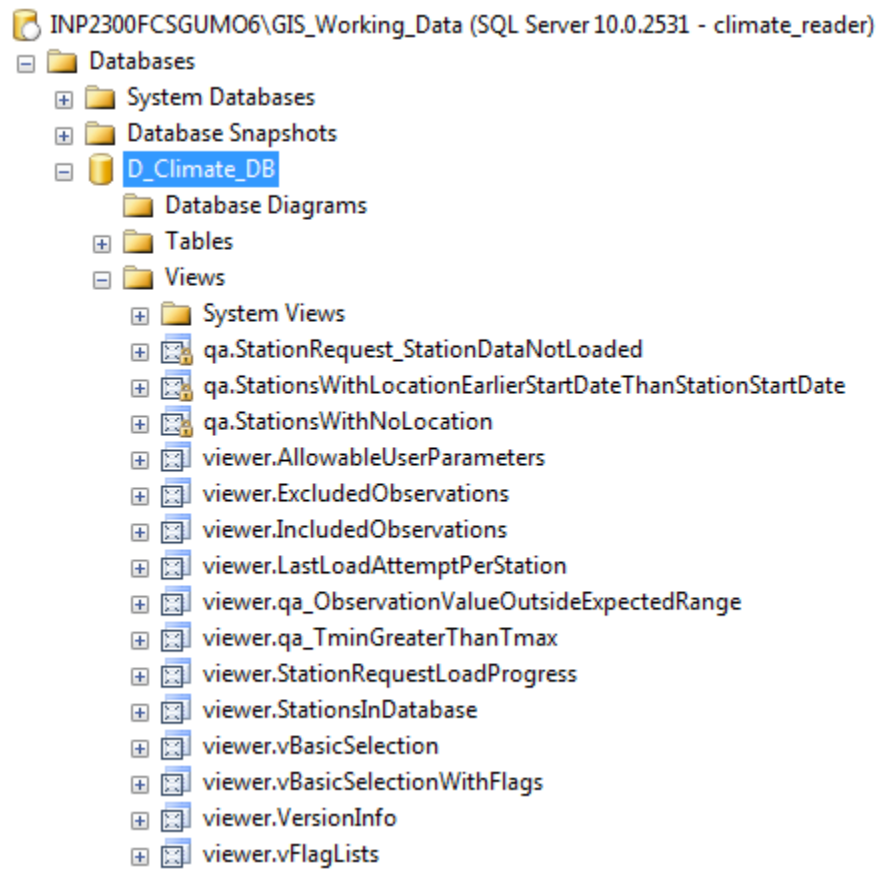 INP2300FCSGUMO6\GIS_Working_Data (SQL Server 10.0.2531 - climate_reader)
Databases
System Databases
Database Snapshots
D_Climate_DB
Database Diagrams
Tables
Views
System Views
qa.StationRequest_StationDataNotLoaded
qa.StationsWithLocationEarlierStartDateThanStationStartDate
qa.StationsWithNoLocation
viewer.AllowableUserParameters
viewer.ExcludedObservations
viewer.IncludedObservations
viewer.LastLoadAttemptPerStation
viewer.qa_ObservationValueOutsideExpectedRange
viewer.qa_TminGreaterThanTmax
viewer.StationRequestLoadProgress
viewer.StationsInDatabase
viewer.vBasicSelection
viewer.vBasicSelectionWithFlags
viewer.VersionInfo
viewer.vFlagLists